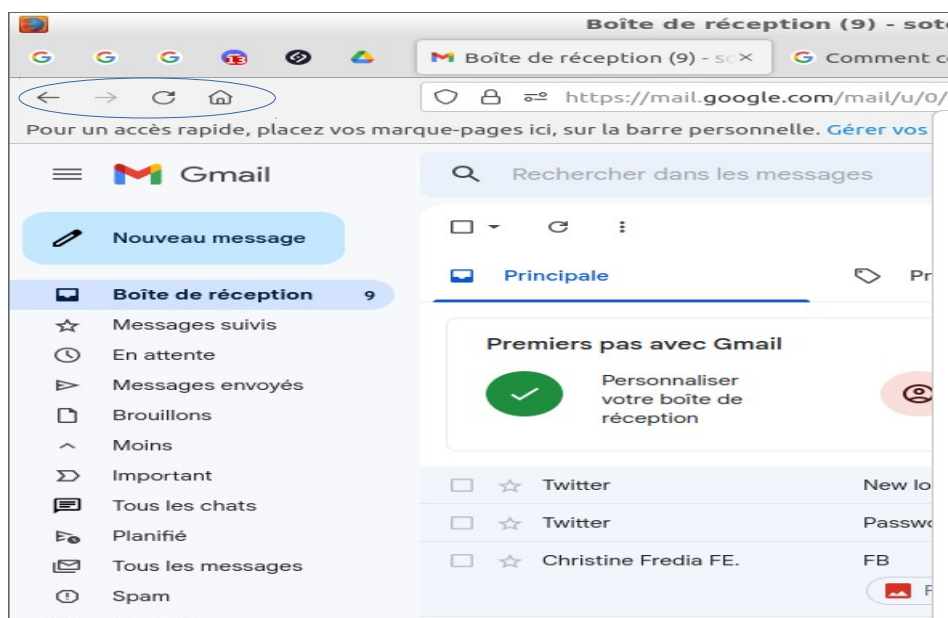 Boîte de réception (9) - sot
13
Boîte de réception (9) - sc
Comment c
https://mail.google.com/mail/u/0/
Pour un accès rapide, placez vos marque-pages ici, sur la barre personnelle. Gérer vos
Gmail
Rechercher dans les messages
Nouveau message
Principale
Pr
Boîte de réception 9
Messages suivis
En attente
Messages envoyés
Brouillons
Moins
Important
Tous les chats
Planifié
Tous les messages
Spam
Premiers pas avec Gmail
Personnaliser
votre boîte de
réception
Twitter New lo
Twitter Passwo
Christine Fredia FE. FB
F